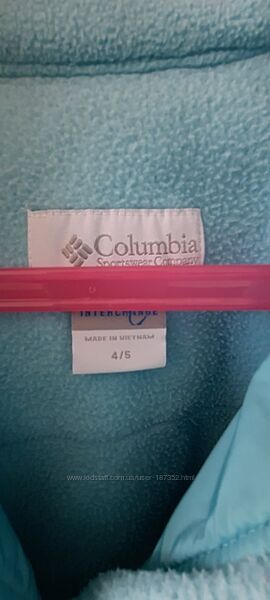 Columbia
Sportswear Company
INTERCHANGE
MADE IN VIETNAM
4/5
www.kidstaff.com.ua/user-187352.html